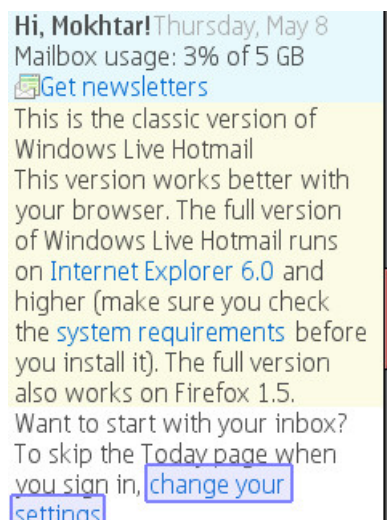 Hi, Mokhtar! Thursday, May 8
Mailbox usage: 3% of 5 GB
Get newsletters
This is the classic version of
Windows Live Hotmail
This version works better with
your browser. The full version
of Windows Live Hotmail runs
on Internet Explorer 6.0 and
higher (make sure you check
the system requirements before
you install it). The full version
also works on Firefox 1.5.
Want to start with your inbox?
To skip the Today page when
you sign in, change your
settings